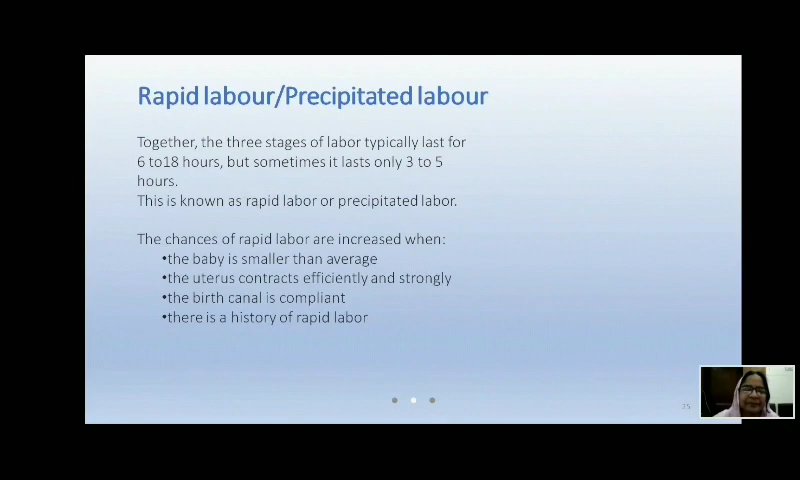 Rapid labour/Precipitated labour
Together, the three stages of labor typically last for
6 to18 hours, but sometimes it lasts only 3 to 5
hours.
This is known as rapid labor or precipitated labor.
The chances of rapid labor are increased when:
•the baby is smaller than average
•the uterus contracts efficiently and strongly
•the birth canal is compliant
•there is a history of rapid labor
25